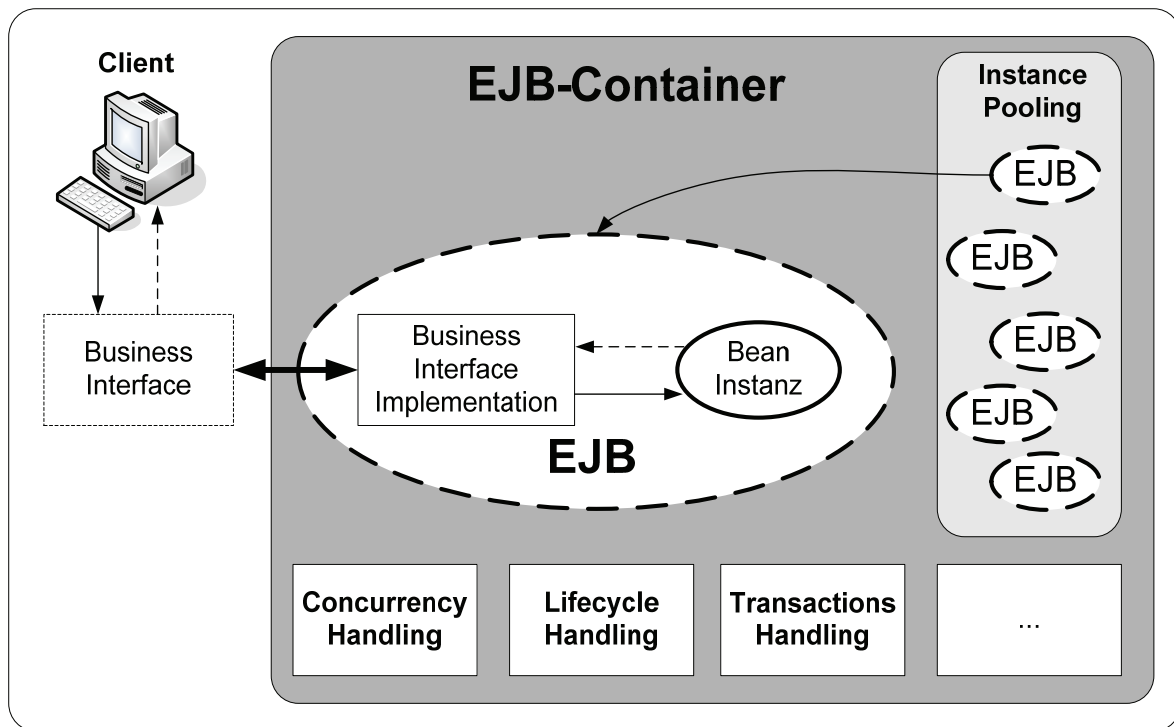 Client
EJB-Container
Instance
Pooling
EJB
EJB
EJB
EJB
EJB
Business
Interface
Business
Interface
Implementation
Bean
Instanz
EJB
Concurrency
Handling
Lifecycle
Handling
Transactions
Handling
...